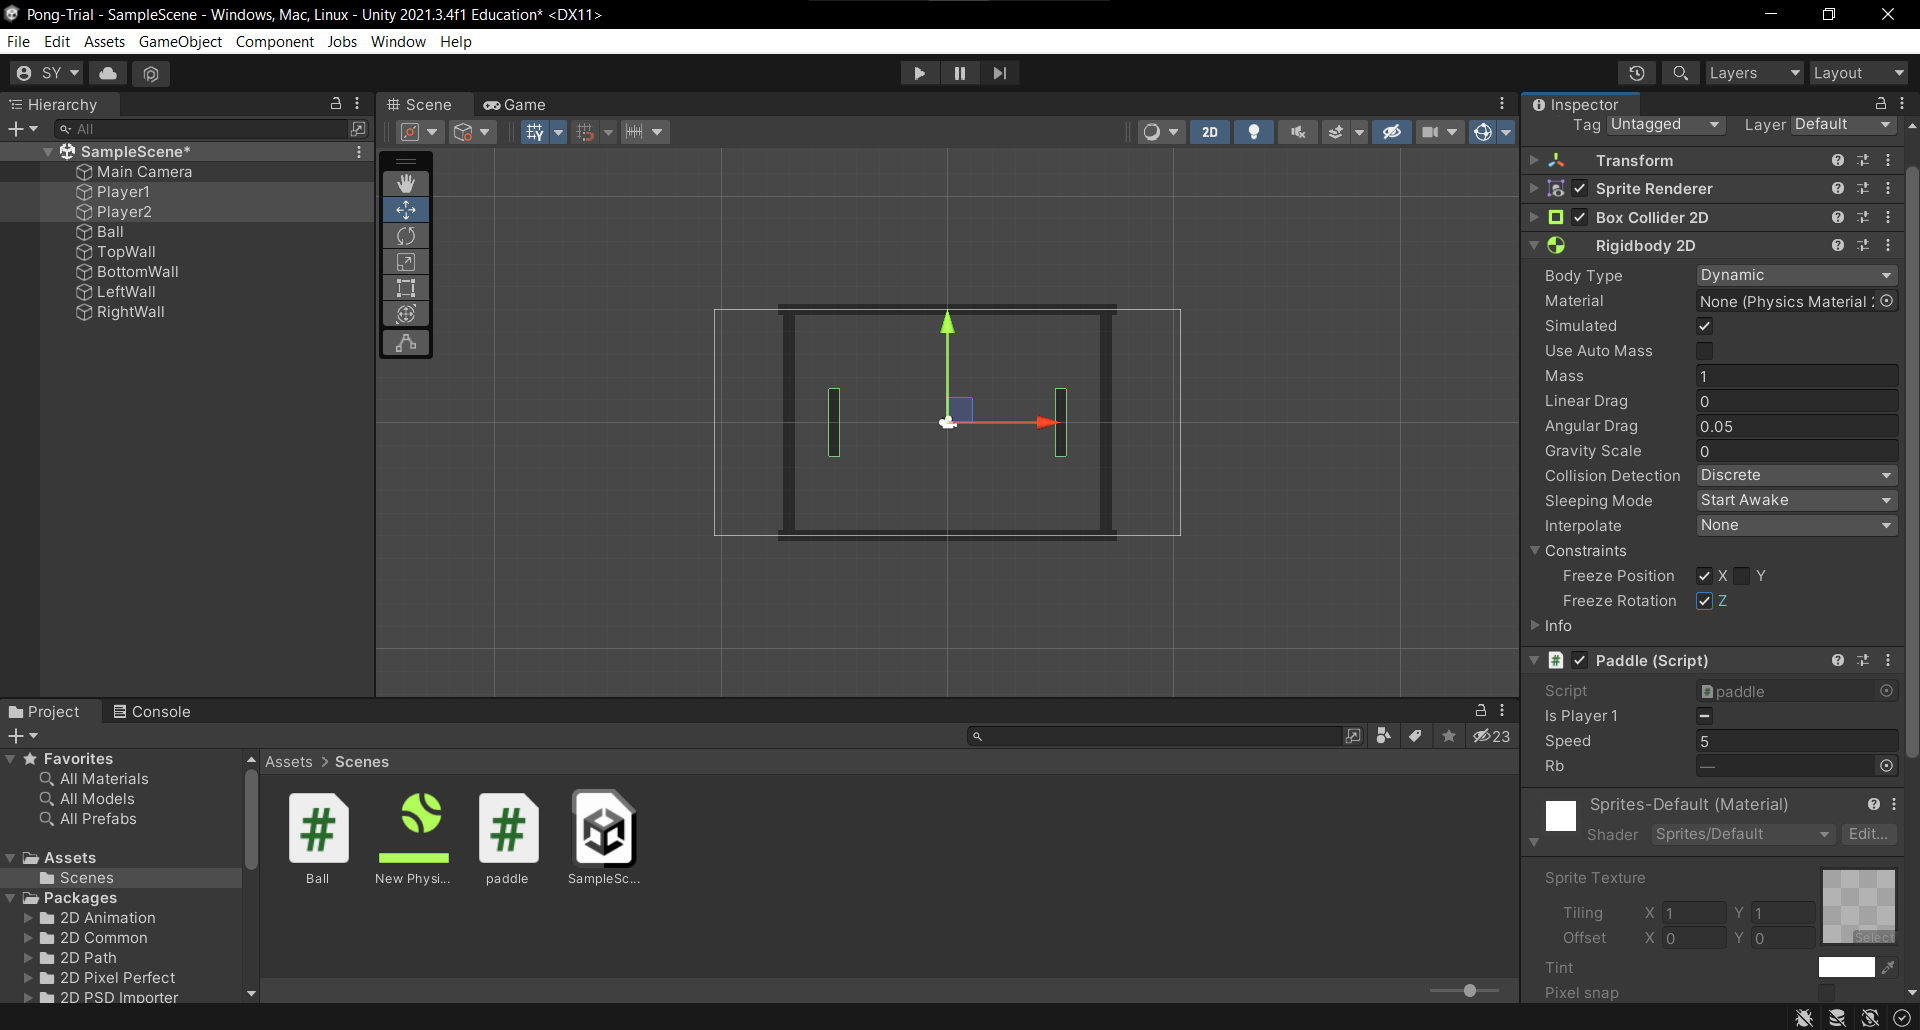 Pong-Trial - SampleScene - Windows, Mac, Linux - Unity 2021.3.4f1 Education* <DX11>
File Edit Assets GameObject Component Jobs Window Help
SY Layers Layout
Hierarchy
All
SampleScene*
Main Camera
Player1
Player2
Ball
TopWall
BottomWall
LeftWall
RightWall
Scene Game
2D
Inspector
Tag Untagged Layer Default
Transform
Sprite Renderer
Box Collider 2D
Rigidbody 2D
Body Type Dynamic
Material None (Physics Material 2
Simulated
Use Auto Mass
Mass 1
Linear Drag 0
Angular Drag 0.05
Gravity Scale 0
Collision Detection Discrete
Sleeping Mode Start Awake
Interpolate None
Constraints
Freeze Position X Y
Freeze Rotation Z
Info
# Paddle (Script)
Script # paddle
Is Player 1
Speed 5
Rb —
Sprites-Default (Material)
Shader Sprites/Default Edit...
Sprite Texture
Tiling X 1 Y 1
Offset X 0 Y 0
Select
Tint
Pixel snap
Project Console
23
Favorites
All Materials
All Models
All Prefabs
Assets
Scenes
Packages
2D Animation
2D Common
2D Path
2D Pixel Perfect
2D PSD Importer
Assets > Scenes
# #
Ball New Physi... paddle SampleSc...